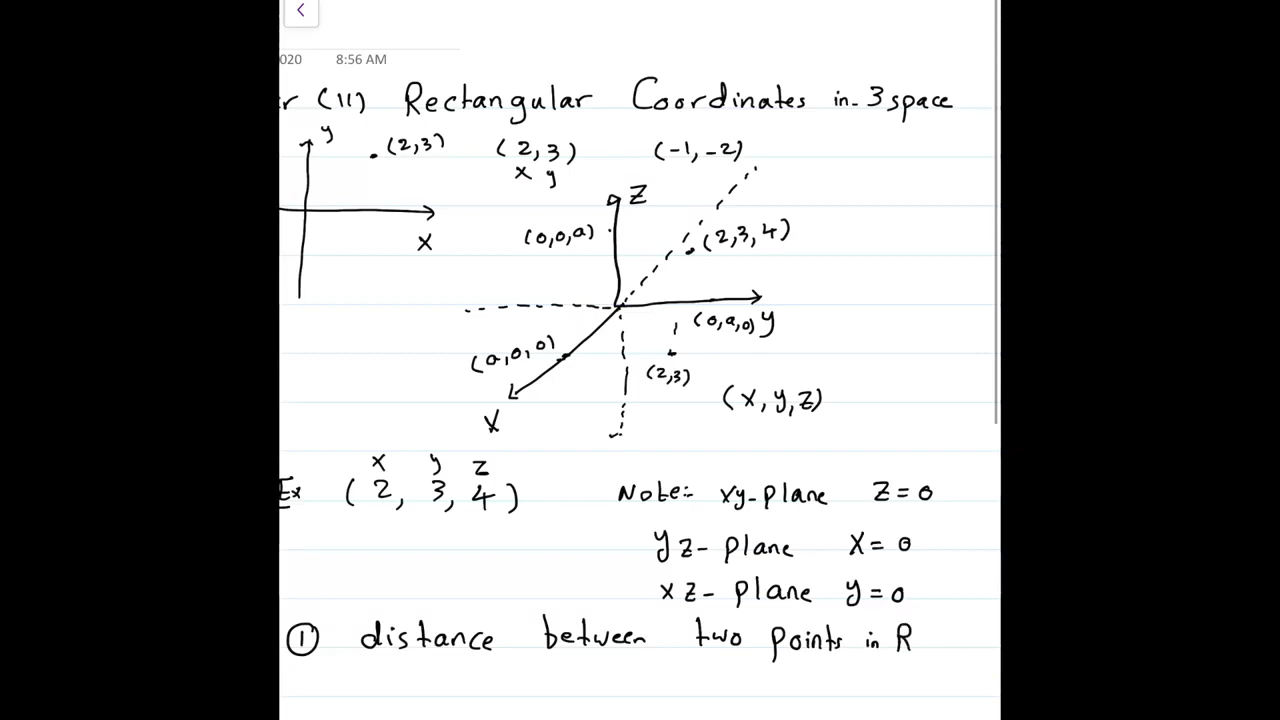 020 8:56 AM
r (11) Rectangular Coordinates in 3 space
y
(2,3) (2,3) (-1,-2)
x y
z
(0,0,a) (2,3,4)
x
(0,a,0) y
(a,0,0)
(2,3)
(x,y,z)
x
x y z
Ex (2, 3, 4) Note:- xy-plane z=0
yz-plane x=0
xz-plane y=0
① distance between two points in R